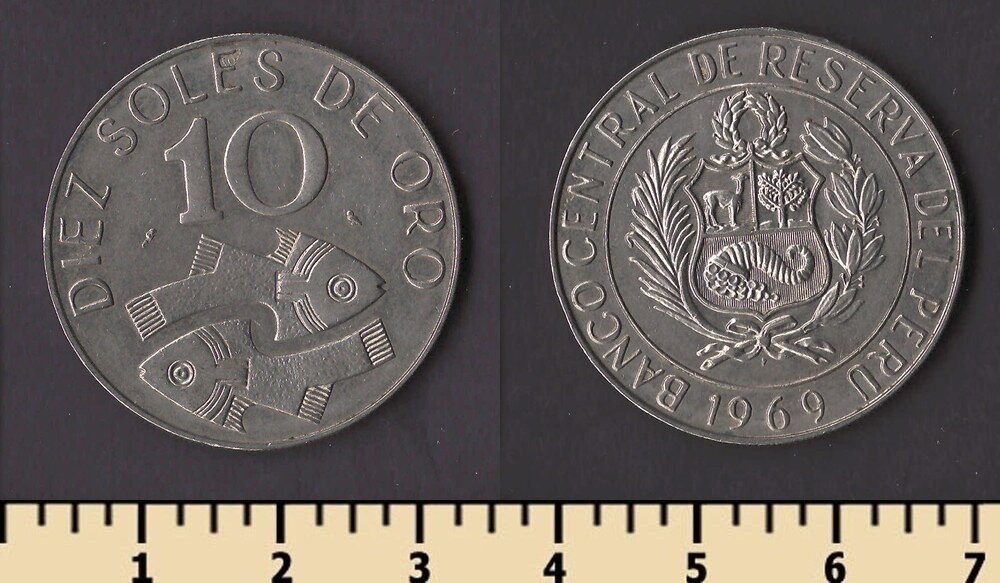 DIEZ SOLES DE ORO
10
BANCO CENTRAL DE RESERVA DEL PERU
1969
1 2 3 4 5 6 7